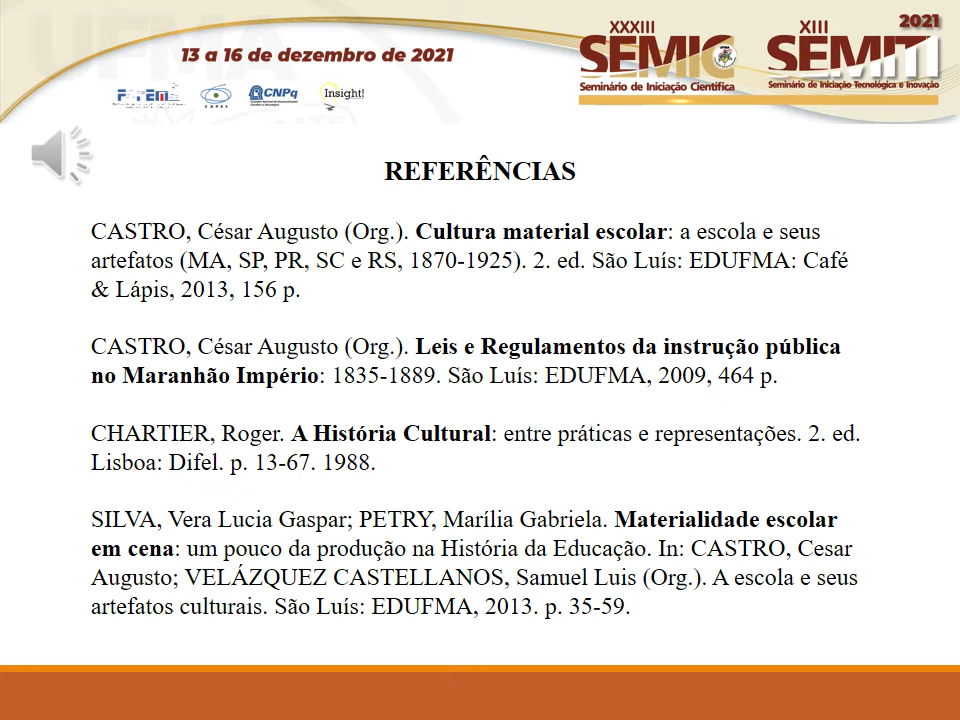 2021
XXXIII
XIII
13 a 16 de dezembro de 2021
SEMIC
SEMITI
Seminário de Iniciação Científica
Seminário de Iniciação Tecnológica e Inovação
CAPES
CNPq
Insight!
REFERÊNCIAS
CASTRO, César Augusto (Org.). Cultura material escolar: a escola e seus
artefatos (MA, SP, PR, SC e RS, 1870-1925). 2. ed. São Luís: EDUFMA: Café
& Lápis, 2013, 156 p.
CASTRO, César Augusto (Org.). Leis e Regulamentos da instrução pública
no Maranhão Império: 1835-1889. São Luís: EDUFMA, 2009, 464 p.
CHARTIER, Roger. A História Cultural: entre práticas e representações. 2. ed.
Lisboa: Difel. p. 13-67. 1988.
SILVA, Vera Lucia Gaspar; PETRY, Marília Gabriela. Materialidade escolar
em cena: um pouco da produção na História da Educação. In: CASTRO, Cesar
Augusto; VELÁZQUEZ CASTELLANOS, Samuel Luis (Org.). A escola e seus
artefatos culturais. São Luís: EDUFMA, 2013. p. 35-59.